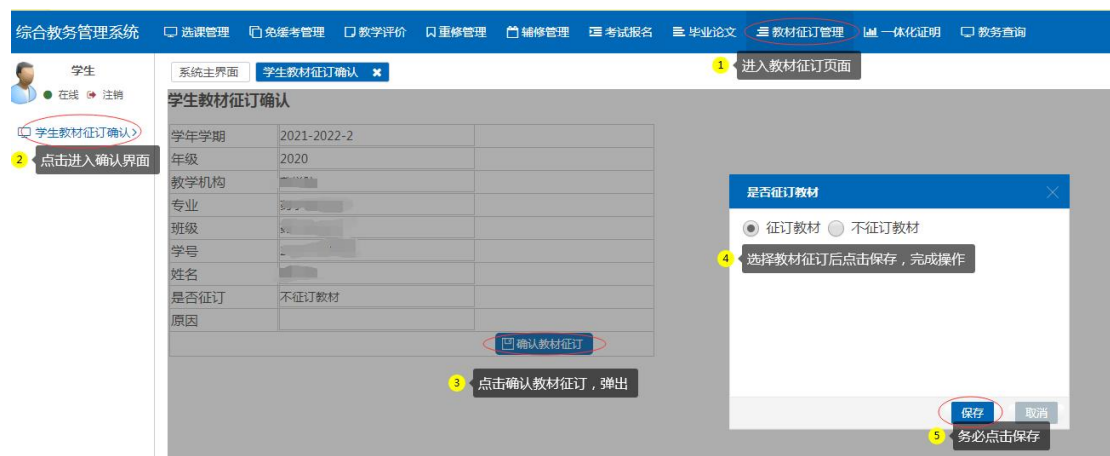 综合教务管理系统 选课管理 免缓考管理 教学评价 重修管理 辅修管理 考试报名 毕业论文 教材征订管理 一体化证明 教务查询
1 进入教材征订页面
学生
在线 注销
系统主界面 学生教材征订确认 ✖
学生教材征订确认
学生教材征订确认>
2 点击进入确认界面
学年学期 2021-2022-2
年级 2020
教学机构
专业
班级
学号
姓名
是否征订 不征订教材
原因
确认教材征订
3 点击确认教材征订，弹出
是否征订教材
征订教材 不征订教材
4 选择教材征订后点击保存，完成操作
保存 取消
5 务必点击保存